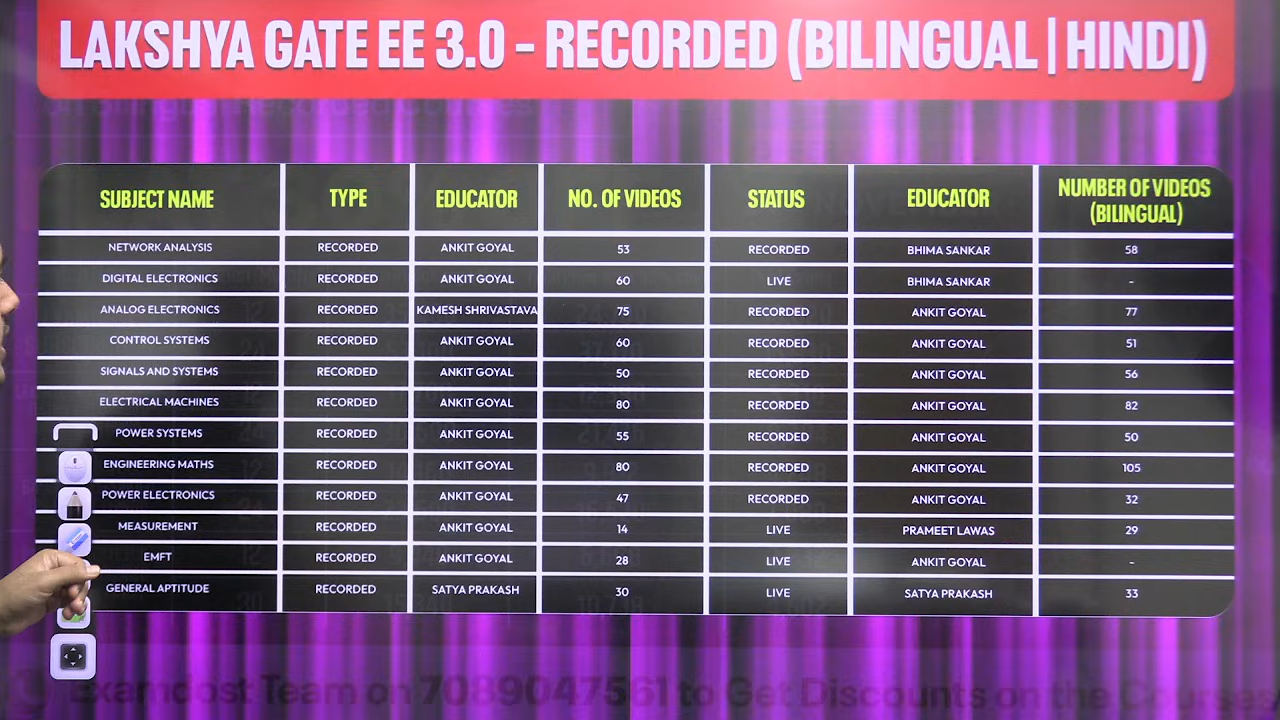 LAKSHYA GATE EE 3.0 - RECORDED (BILINGUAL | HINDI)
SUBJECT NAME TYPE EDUCATOR NO. OF VIDEOS STATUS EDUCATOR NUMBER OF VIDEOS (BILINGUAL)
NETWORK ANALYSIS RECORDED ANKIT GOYAL 53 RECORDED BHIMA SANKAR 58
DIGITAL ELECTRONICS RECORDED ANKIT GOYAL 60 LIVE BHIMA SANKAR -
ANALOG ELECTRONICS RECORDED KAMESH SHRIVASTAVA 75 RECORDED ANKIT GOYAL 77
CONTROL SYSTEMS RECORDED ANKIT GOYAL 60 RECORDED ANKIT GOYAL 51
SIGNALS AND SYSTEMS RECORDED ANKIT GOYAL 50 RECORDED ANKIT GOYAL 56
ELECTRICAL MACHINES RECORDED ANKIT GOYAL 80 RECORDED ANKIT GOYAL 82
POWER SYSTEMS RECORDED ANKIT GOYAL 55 RECORDED ANKIT GOYAL 50
ENGINEERING MATHS RECORDED ANKIT GOYAL 80 RECORDED ANKIT GOYAL 105
POWER ELECTRONICS RECORDED ANKIT GOYAL 47 RECORDED ANKIT GOYAL 32
MEASUREMENT RECORDED ANKIT GOYAL 14 LIVE PRAMEET LAWAS 29
EMFT RECORDED ANKIT GOYAL 28 LIVE ANKIT GOYAL -
GENERAL APTITUDE RECORDED SATYA PRAKASH 30 LIVE SATYA PRAKASH 33
Examdost Team on 7089047561 to Get Discounts on the Courses